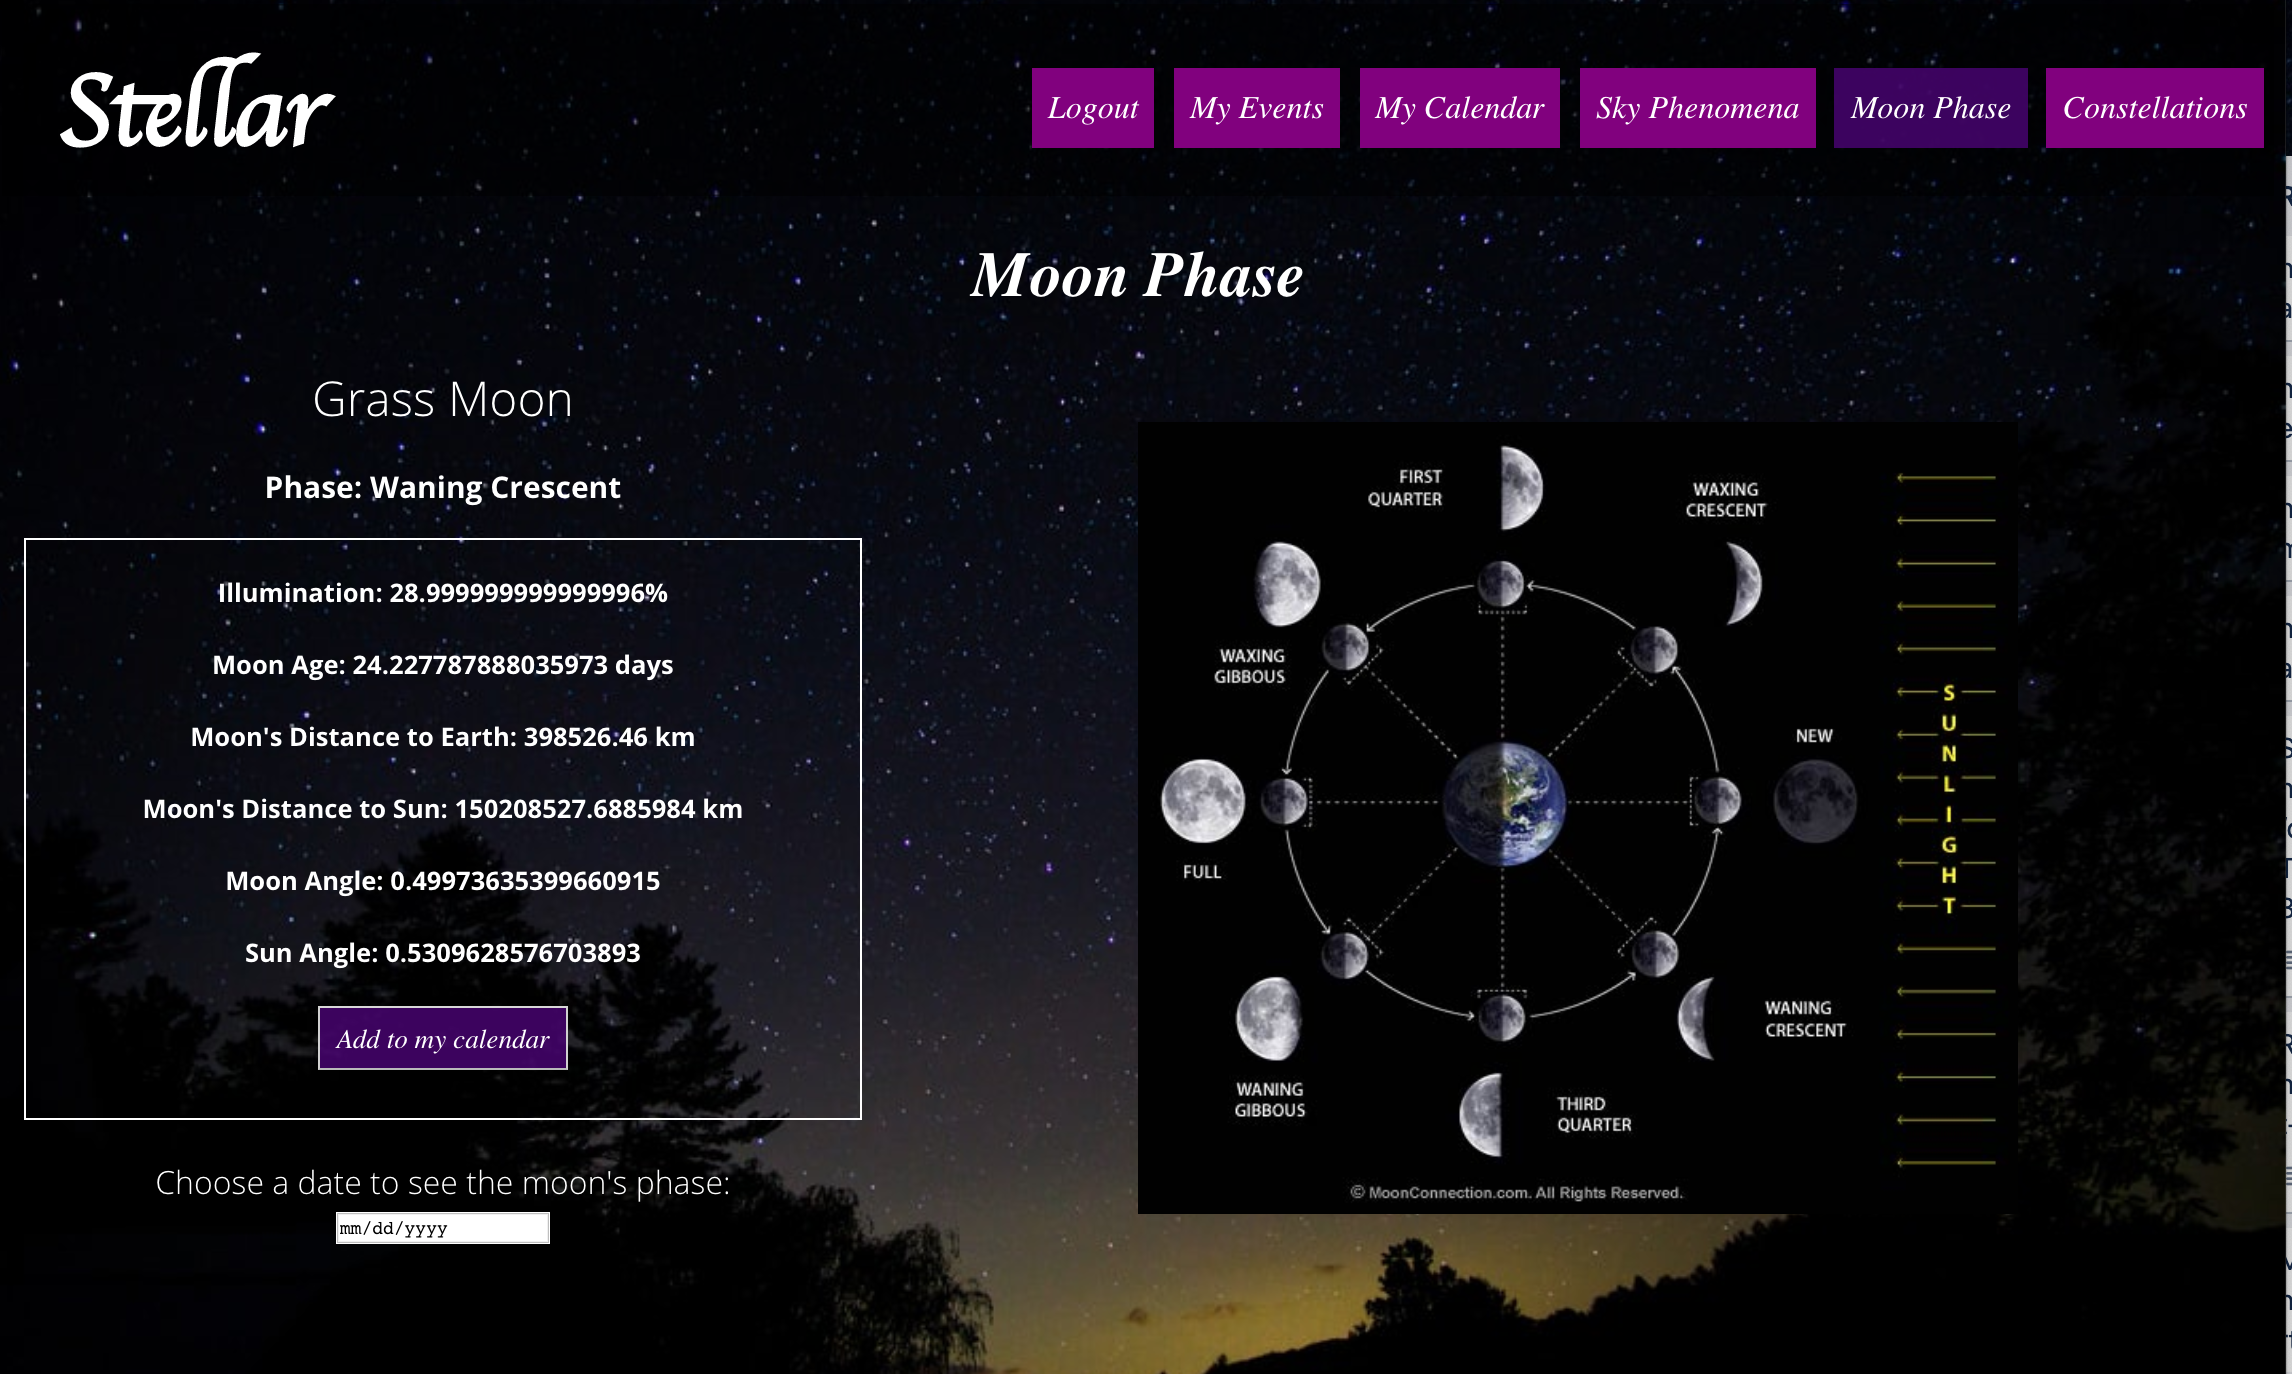 Stellar
Logout
My Events
My Calendar
Sky Phenomena
Moon Phase
Constellations
Moon Phase
Grass Moon
Phase: Waning Crescent
Illumination: 28.999999999999996%
Moon Age: 24.227787888035973 days
Moon's Distance to Earth: 398526.46 km
Moon's Distance to Sun: 150208527.6885984 km
Moon Angle: 0.49973635399660915
Sun Angle: 0.5309628576703893
Add to my calendar
Choose a date to see the moon's phase:
mm/dd/yyyy
FIRST
QUARTER
WAXING
CRESCENT
WAXING
GIBBOUS
NEW
FULL
SUNLIGHT
WANING
CRESCENT
WANING
GIBBOUS
THIRD
QUARTER
© MoonConnection.com. All Rights Reserved.